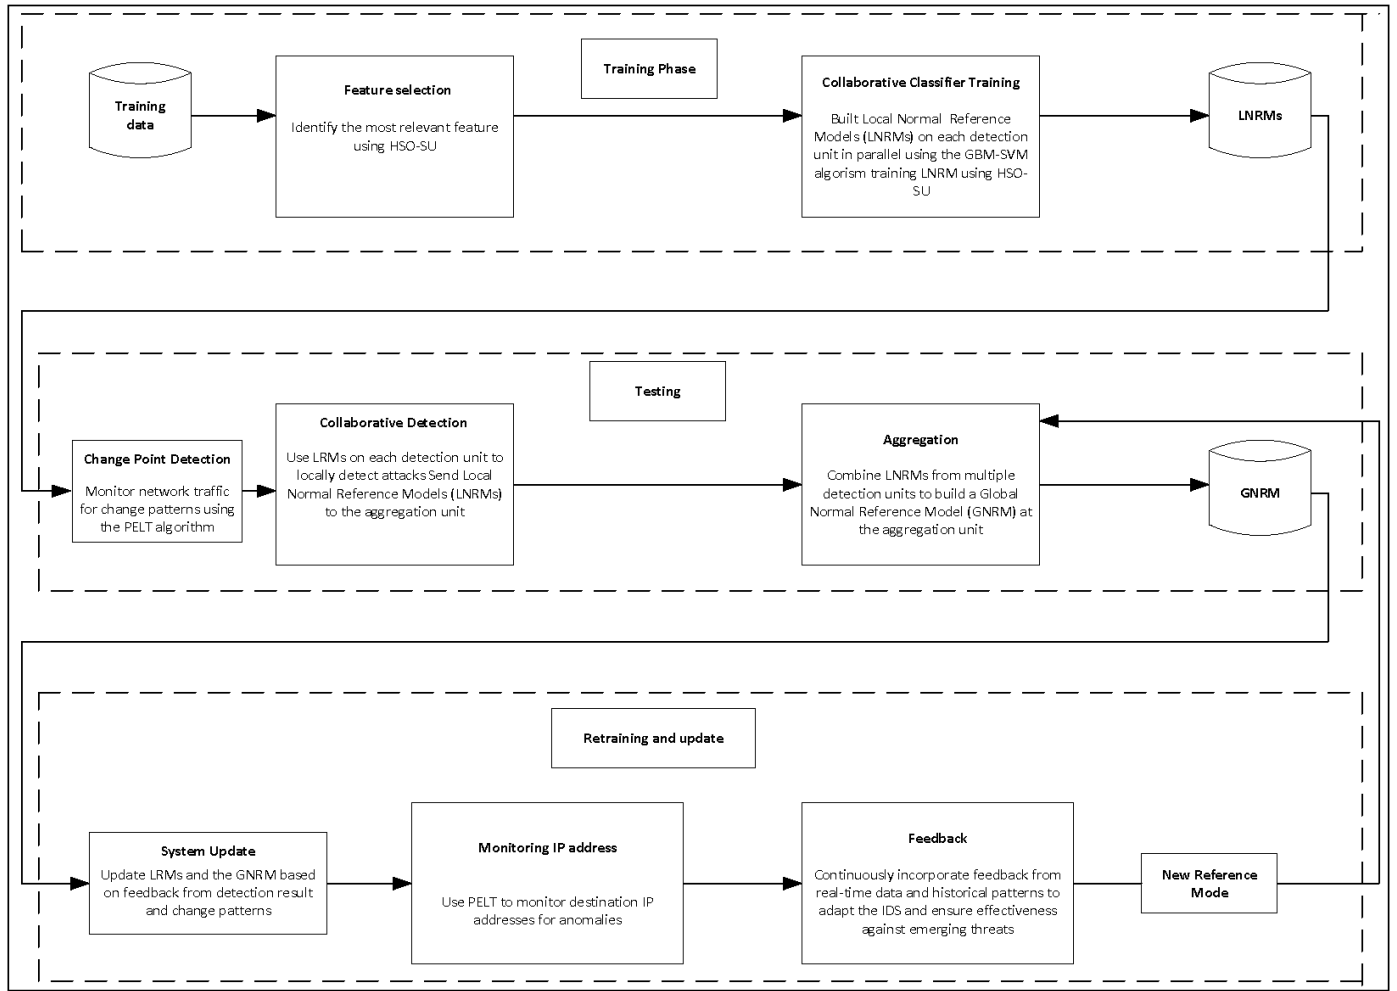 Training Phase
Training
data
Feature selection
Identify the most relevant feature
using HSO-SU
Collaborative Classifier Training
Built Local Normal Reference
Models (LNRMs) on each detection
unit in parallel using the GBM-SVM
algorism training LNRM using HSO-
SU
LNRMs
Testing
Change Point Detection
Monitor network traffic
for change patterns using
the PELT algorithm
Collaborative Detection
Use LRMs on each detection unit to
locally detect attacks Send Local
Normal Reference Models (LNRMs)
to the aggregation unit
Aggregation
Combine LNRMs from multiple
detection units to build a Global
Normal Reference Model (GNRM) at
the aggregation unit
GNRM
Retraining and update
System Update
Update LRMs and the GNRM based
on feedback from detection result
and change patterns
Monitoring IP address
Use PELT to monitor destination IP
addresses for anomalies
Feedback
Continuously incorporate feedback from
real-time data and historical patterns to
adapt the IDS and ensure effectiveness
against emerging threats
New Reference
Mode